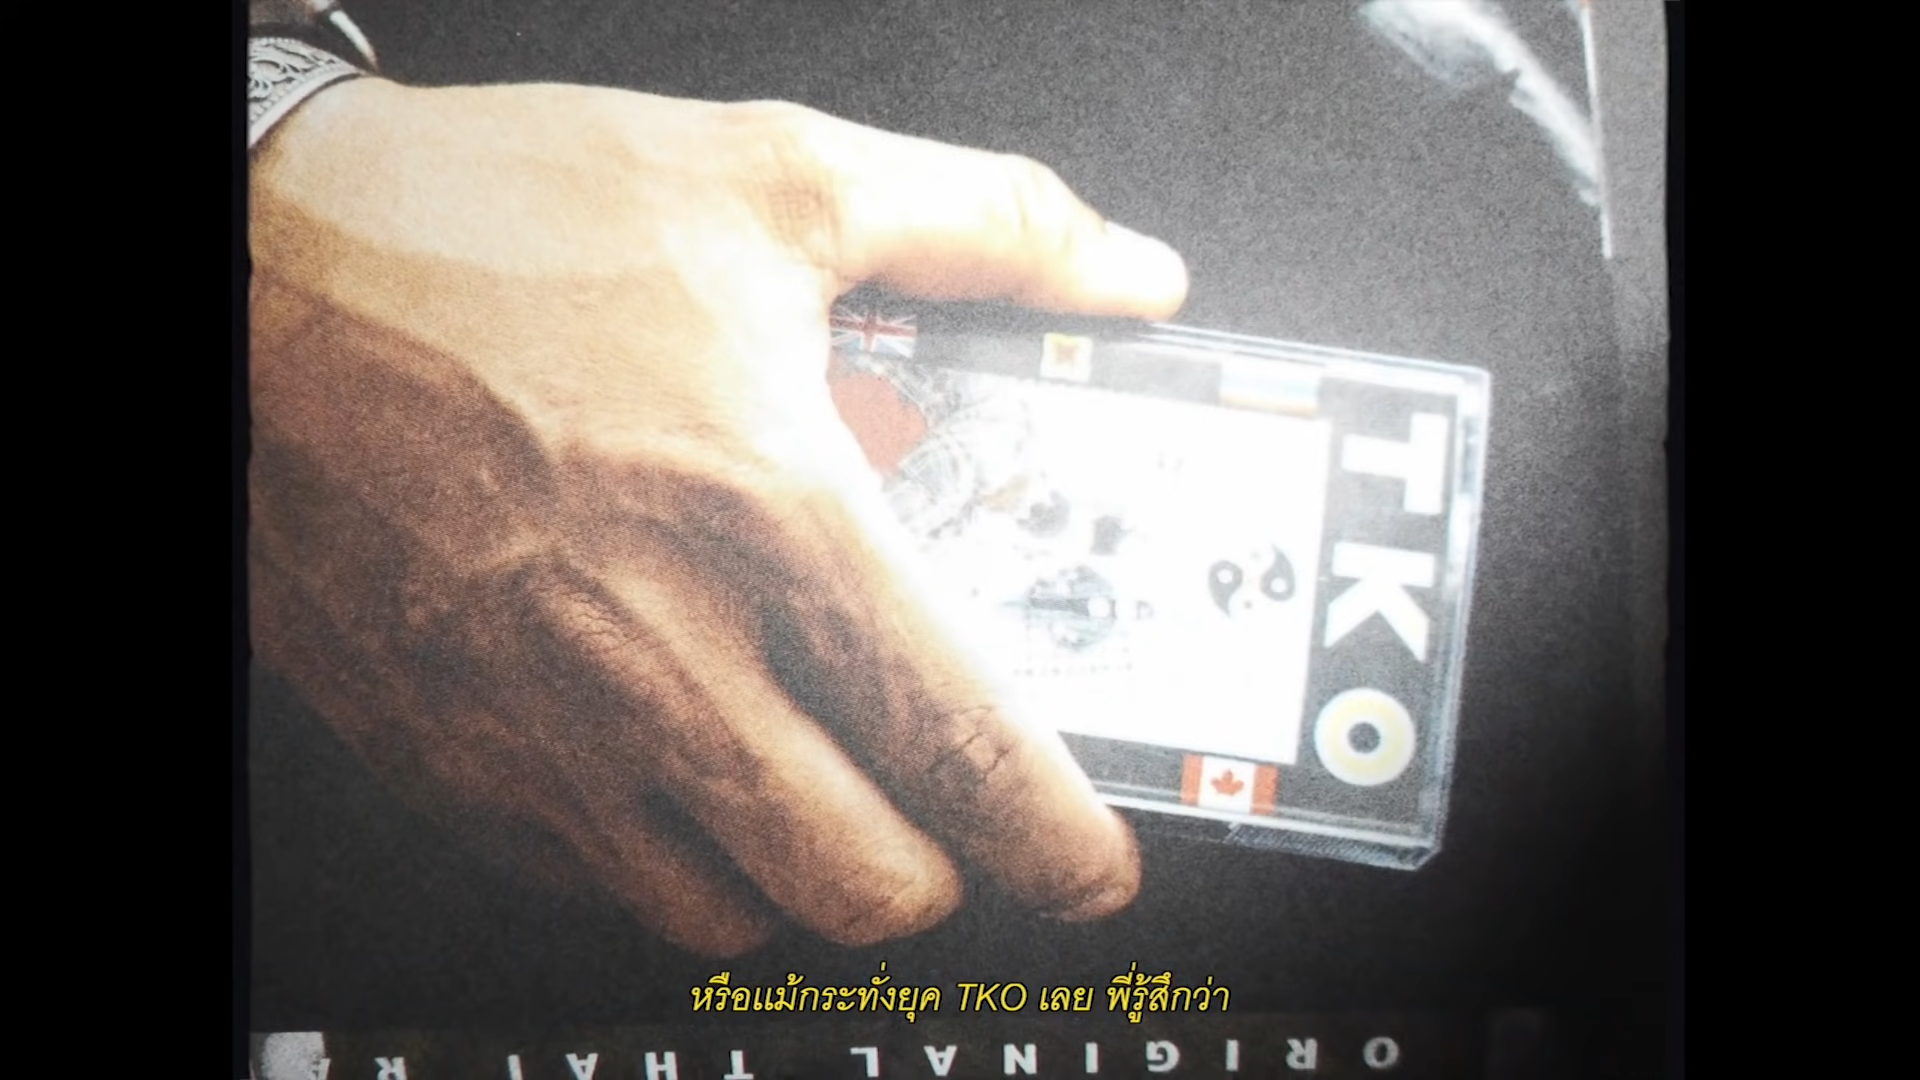 TKO
หรือแม้กระทั่งยุค TKO เลย พี่รู้สึกว่า
ORIGINAL THAI RA